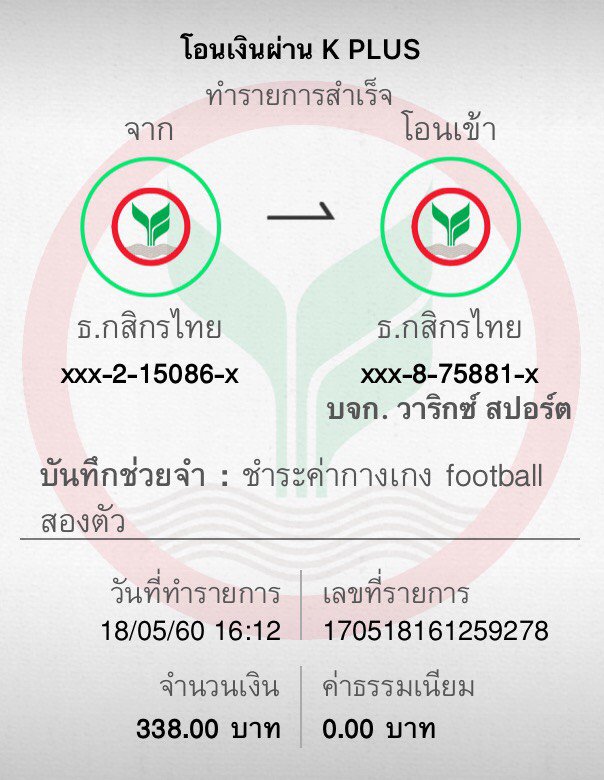 โอนเงินผ่าน K PLUS
ทำรายการสำเร็จ
จาก
โอนเข้า
ธ.กสิกรไทย
ธ.กสิกรไทย
xxx-2-15086-x
xxx-8-75881-x
บจก. วาริกซ์ สปอร์ต
บันทึกช่วยจำ : ชำระค่ากางเกง football
สองตัว
วันที่ทำรายการ
เลขที่รายการ
18/05/60 16:12
170518161259278
จำนวนเงิน
ค่าธรรมเนียม
338.00 บาท
0.00 บาท